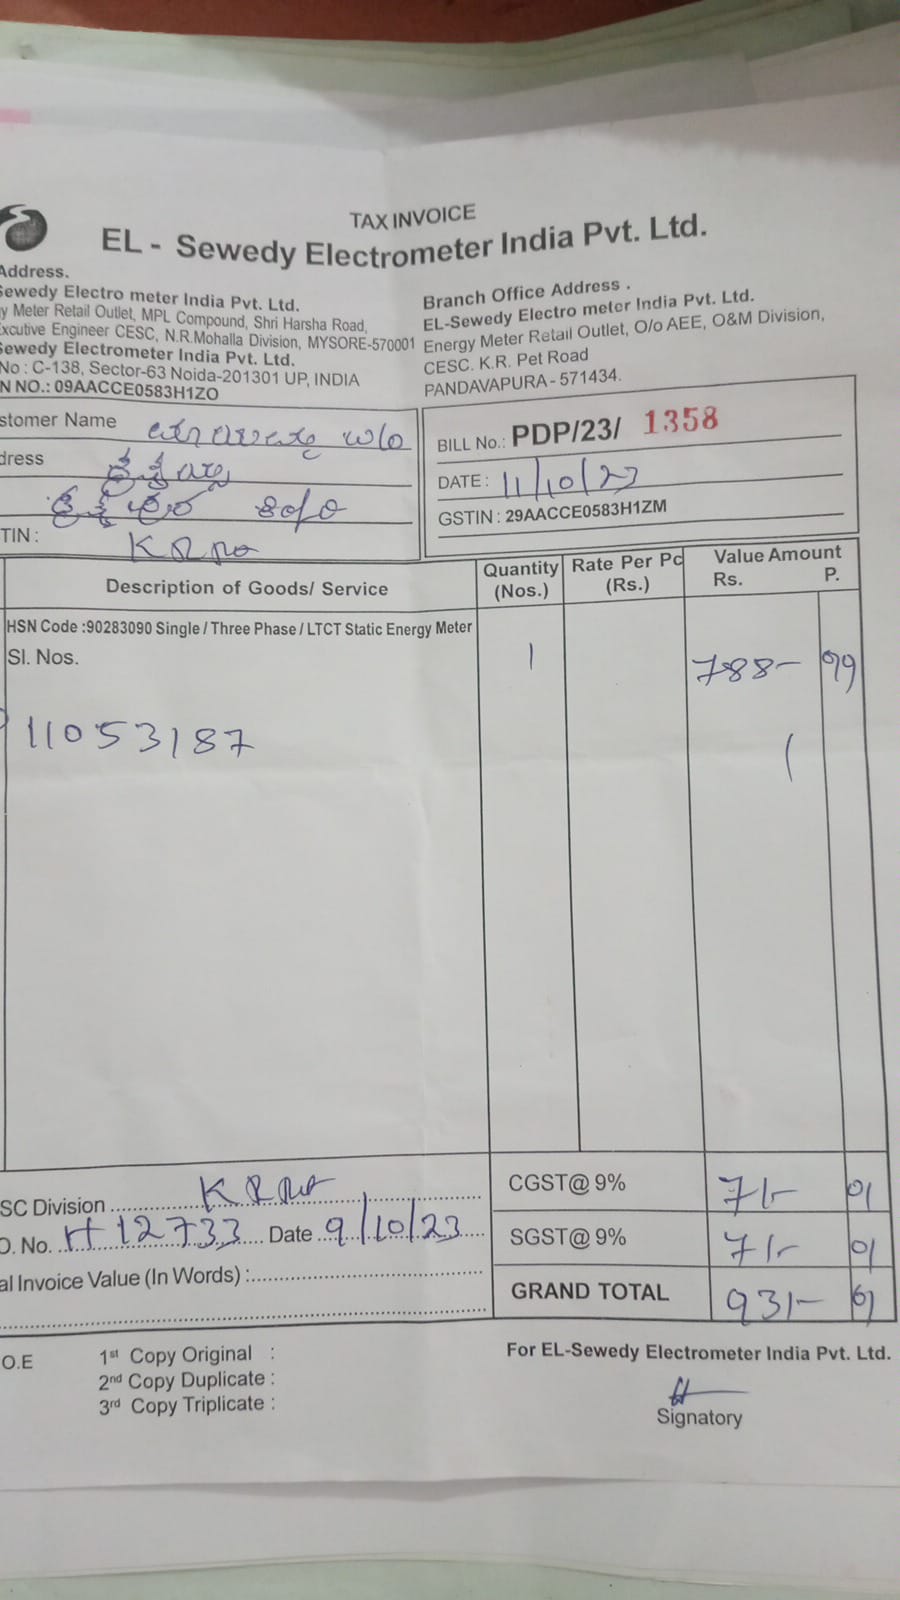 TAX INVOICE
EL - Sewedy Electrometer India Pvt. Ltd.
Address.
Sewedy Electro meter India Pvt. Ltd.
y Meter Retail Outlet, MPL Compound, Shri Harsha Road,
xcutive Engineer CESC, N.R.Mohalla Division, MYSORE-570001
Sewedy Electrometer India Pvt. Ltd.
No : C-138, Sector-63 Noida-201301 UP, INDIA
N NO.: 09AACCE0583H1ZO
Branch Office Address .
EL-Sewedy Electro meter India Pvt. Ltd.
Energy Meter Retail Outlet, O/o AEE, O&M Division,
CESC. K.R. Pet Road
PANDAVAPURA - 571434.
stomer Name
dress
TIN :
BILL No.: PDP/23/ 1358
DATE : 11/10/23
GSTIN : 29AACCE0583H1ZM
Description of Goods/ Service Quantity (Nos.) Rate Per Pc (Rs.) Value Amount Rs. P.
HSN Code :90283090 Single / Three Phase / LTCT Static Energy Meter
Sl. Nos. 1 788- 99
11053187
SC Division
O. No. H 12733 Date 9/10/23
al Invoice Value (In Words) :
CGST@ 9% 71- 01
SGST@ 9% 71- 01
GRAND TOTAL 931-
O.E 1st Copy Original :
2nd Copy Duplicate :
3rd Copy Triplicate :
For EL-Sewedy Electrometer India Pvt. Ltd.
Signatory